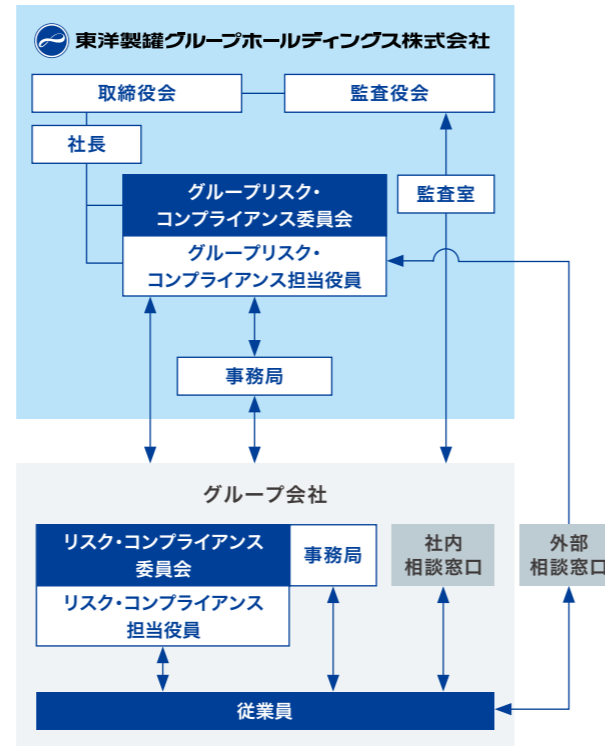 東洋製罐グループホールディングス株式会社
取締役会
監査役会
社長
グループリスク・
コンプライアンス委員会
監査室
グループリスク・
コンプライアンス担当役員
事務局
グループ会社
リスク・コンプライアンス
委員会
事務局
社内
相談窓口
外部
相談窓口
リスク・コンプライアンス
担当役員
従業員